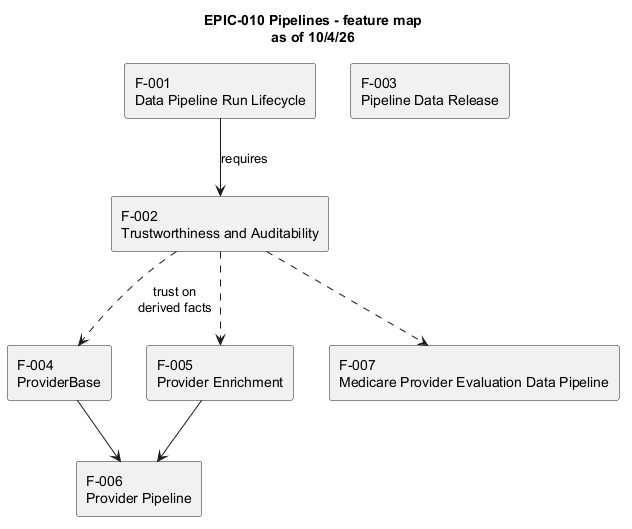 EPIC-010 Pipelines - feature map
as of 10/4/26
F-001
Data Pipeline Run Lifecycle
F-003
Pipeline Data Release
requires
F-002
Trustworthiness and Auditability
trust on
derived facts
F-004
ProviderBase
F-005
Provider Enrichment
F-007
Medicare Provider Evaluation Data Pipeline
F-006
Provider Pipeline